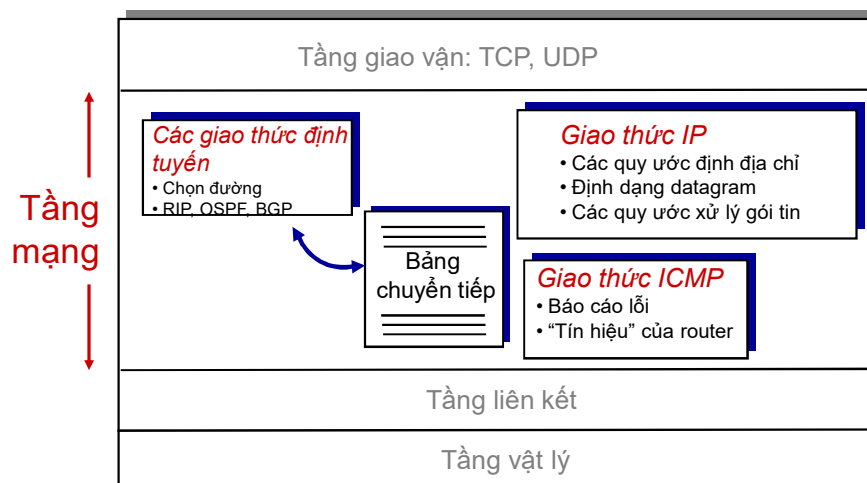 Tầng giao vận: TCP, UDP
Tầng
mạng
Các giao thức định
tuyến
• Chọn đường
• RIP, OSPF, BGP
Bảng
chuyển tiếp
Giao thức IP
• Các quy ước định địa chỉ
• Định dạng datagram
• Các quy ước xử lý gói tin
Giao thức ICMP
• Báo cáo lỗi
• “Tín hiệu” của router
Tầng liên kết
Tầng vật lý